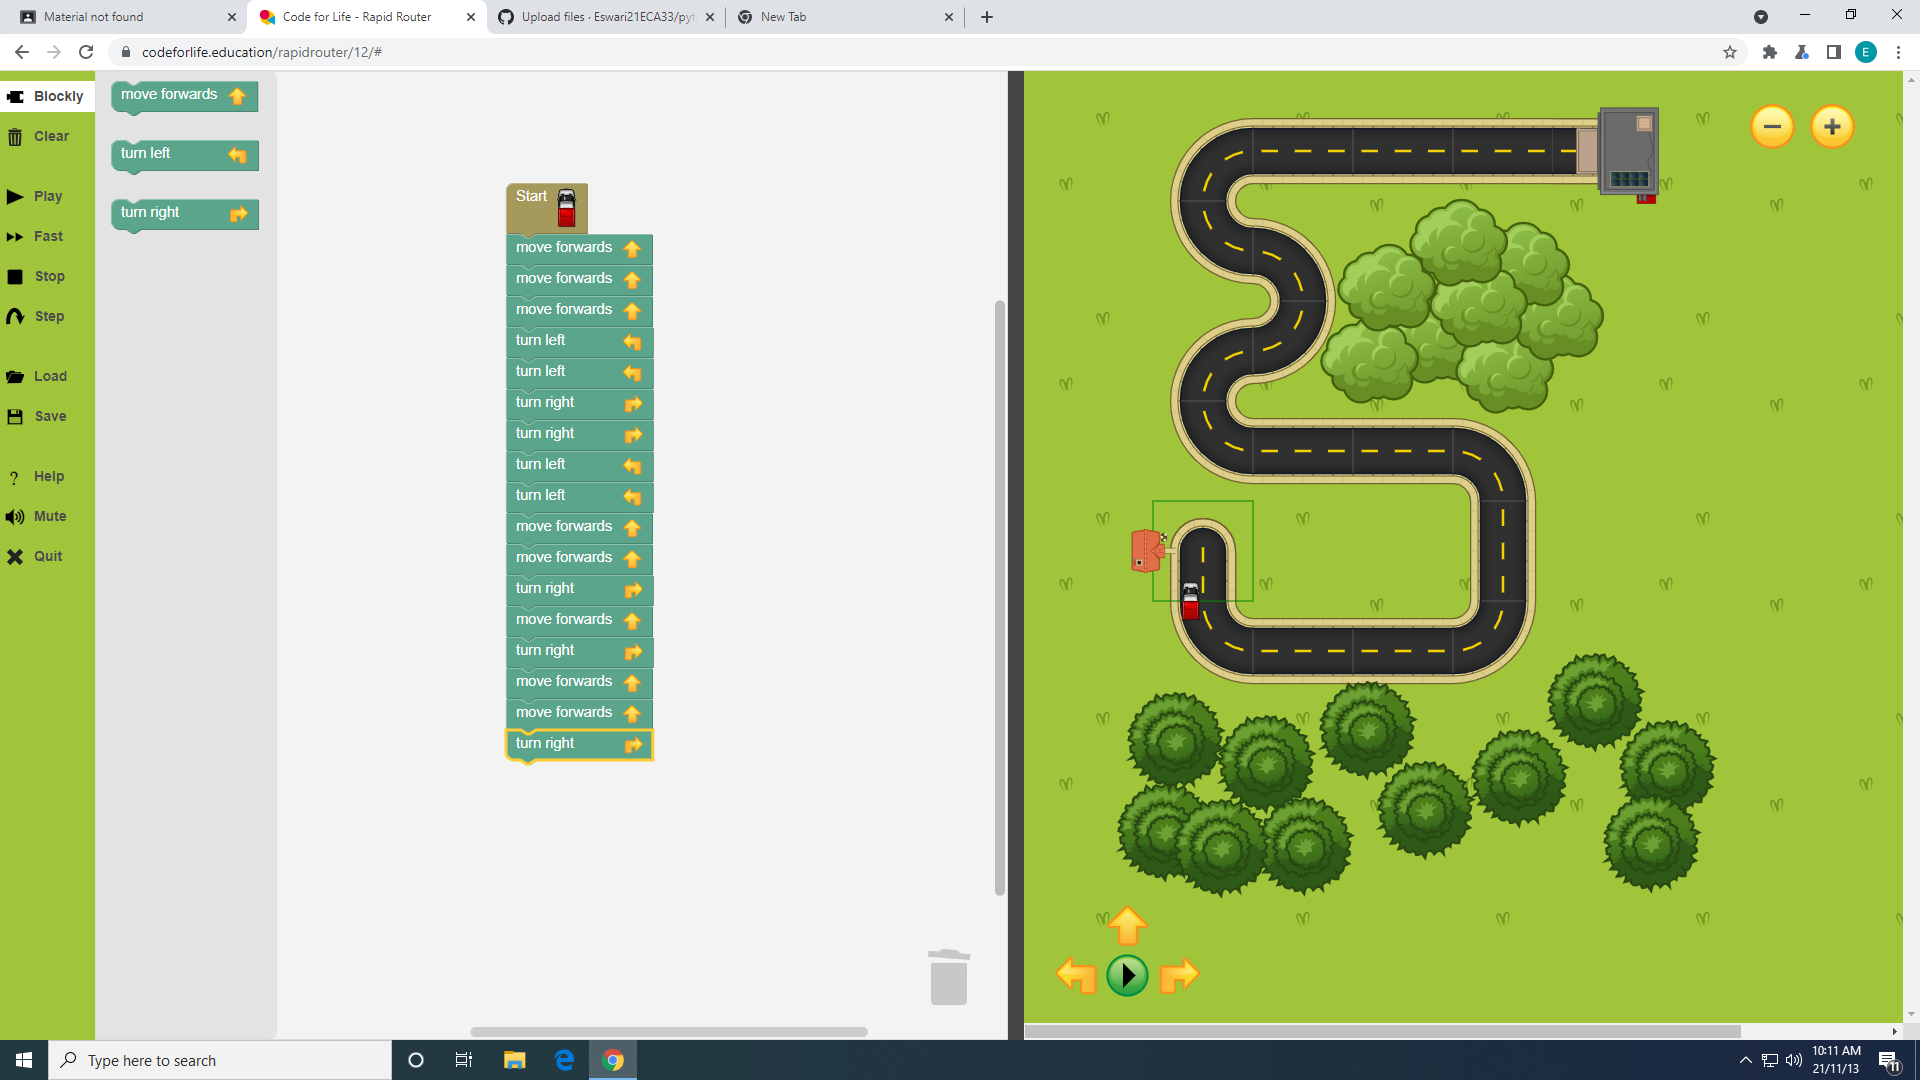 Material not found
Code for Life - Rapid Router
Upload files · Eswari21ECA33/pyt
New Tab
codeforlife.education/rapidrouter/12/#
E
Blockly
Clear
Play
Fast
Stop
Step
Load
Save
Help
Mute
Quit
move forwards
turn left
turn right
Start
move forwards
move forwards
move forwards
turn left
turn left
turn right
turn right
turn left
turn left
move forwards
move forwards
turn right
move forwards
turn right
move forwards
move forwards
turn right
Type here to search
10:11 AM
21/11/13
11